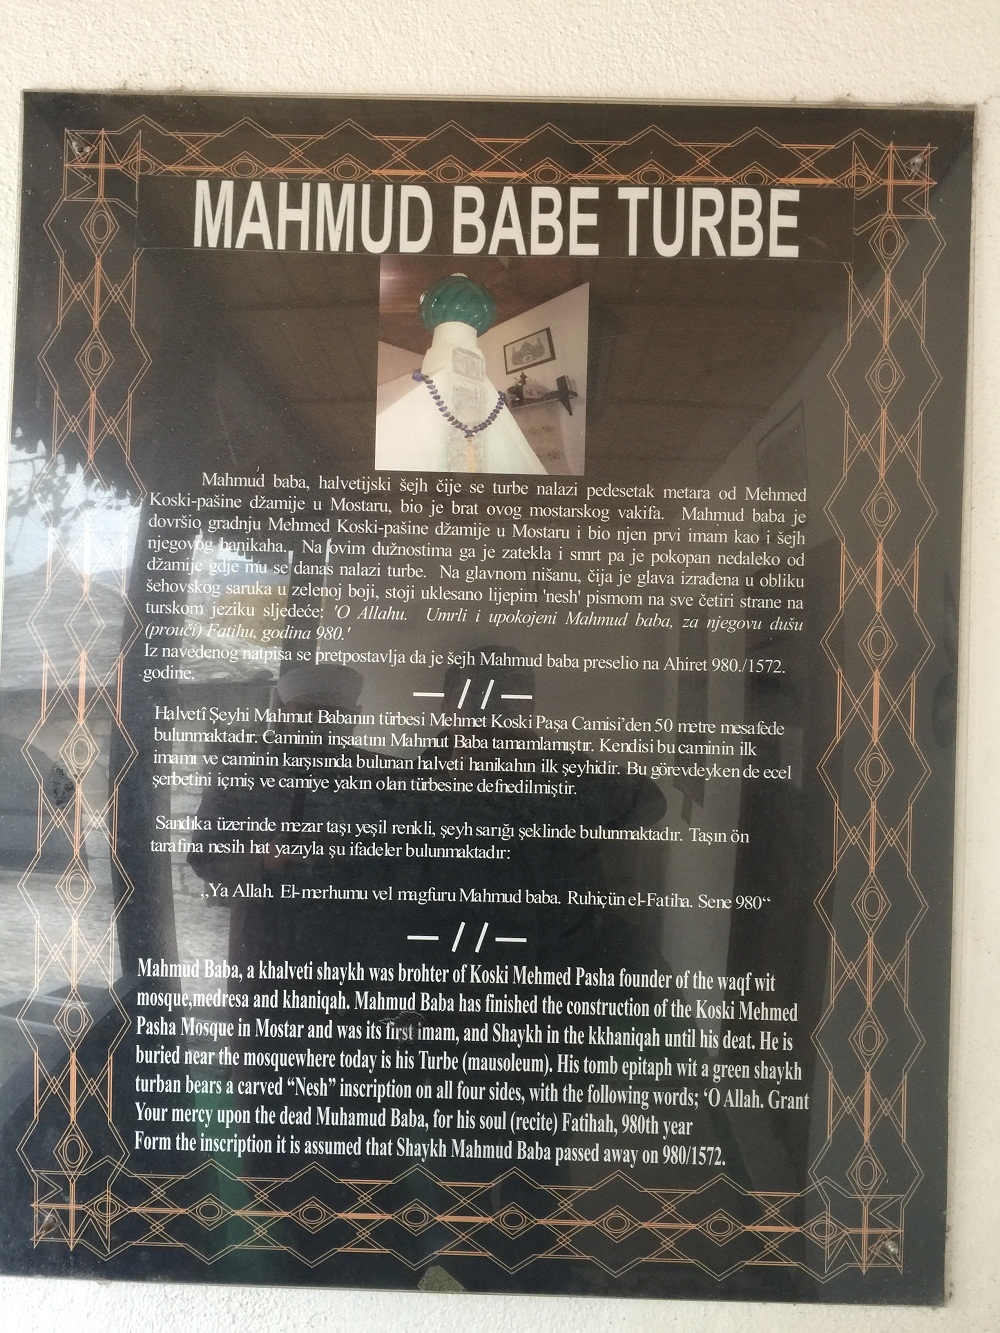 MAHMUD BABE TURBE
Mahmud baba, halvetijski šejh čije se turbe nalazi pedesetak metara od Mehmed
Koski-pašine džamije u Mostaru, bio je brat ovog mostarskog vakifa. Mahmud baba je
dovršio gradnju Mehmed Koski-pašine džamije u Mostaru i bio njen prvi imam kao i šejh
njegovog hanikaha. Na ovim dužnostima ga je zatekla i smrt pa je pokopan nedaleko od
džamije gdje mu se danas nalazi turbe. Na glavnom nišanu, čija je glava izrađena u obliku
šehovskog saruka u zelenoj boji, stoji uklesano lijepim 'nesh' pismom na sve četiri strane na
turskom jeziku sljedeće: 'O Allahu. Umrli i upokojeni Mahmud baba, za njegovu dušu
(prouči) Fatihu, godina 980.'
Iz navedenog natpisa se pretpostavlja da je šejh Mahmud baba preselio na Ahiret 980./1572.
godine.
— / / —
Halvetî Şeyhi Mahmut Babanın türbesi Mehmet Koski Paşa Camisi’den 50 metre mesafede
bulunmaktadır. Caminin inşaatını Mahmut Baba tamamlamıştır. Kendisi bu caminin ilk
imamı ve caminin karşısında bulunan halveti hanikahın ilk şeyhidir. Bu görevdeyken de ecel
şerbetini içmiş ve camiye yakın olan türbesine defnedilmiştir.
Sandıka üzerinde mezar taşı yeşil renkli, şeyh sarığı şeklinde bulunmaktadır. Taşın ön
tarafina nesih hat yazıyla şu ifadeler bulunmaktadır:
„Ya Allah. El-merhumu vel magfuru Mahmud baba. Ruhiçün el-Fatiha. Sene 980“
— / / —
Mahmud Baba, a khalveti shaykh was brohter of Koski Mehmed Pasha founder of the waqf wit
mosque,medresa and khaniqah. Mahmud Baba has finished the construction of the Koski Mehmed
Pasha Mosque in Mostar and was its first imam, and Shaykh in the kkhaniqah until his deat. He is
buried near the mosquewhere today is his Turbe (mausoleum). His tomb epitaph wit a green shaykh
turban bears a carved “Nesh” inscription on all four sides, with the following words; ‘O Allah. Grant
Your mercy upon the dead Muhamud Baba, for his soul (recite) Fatihah, 980th year
Form the inscription it is assumed that Shaykh Mahmud Baba passed away on 980/1572.